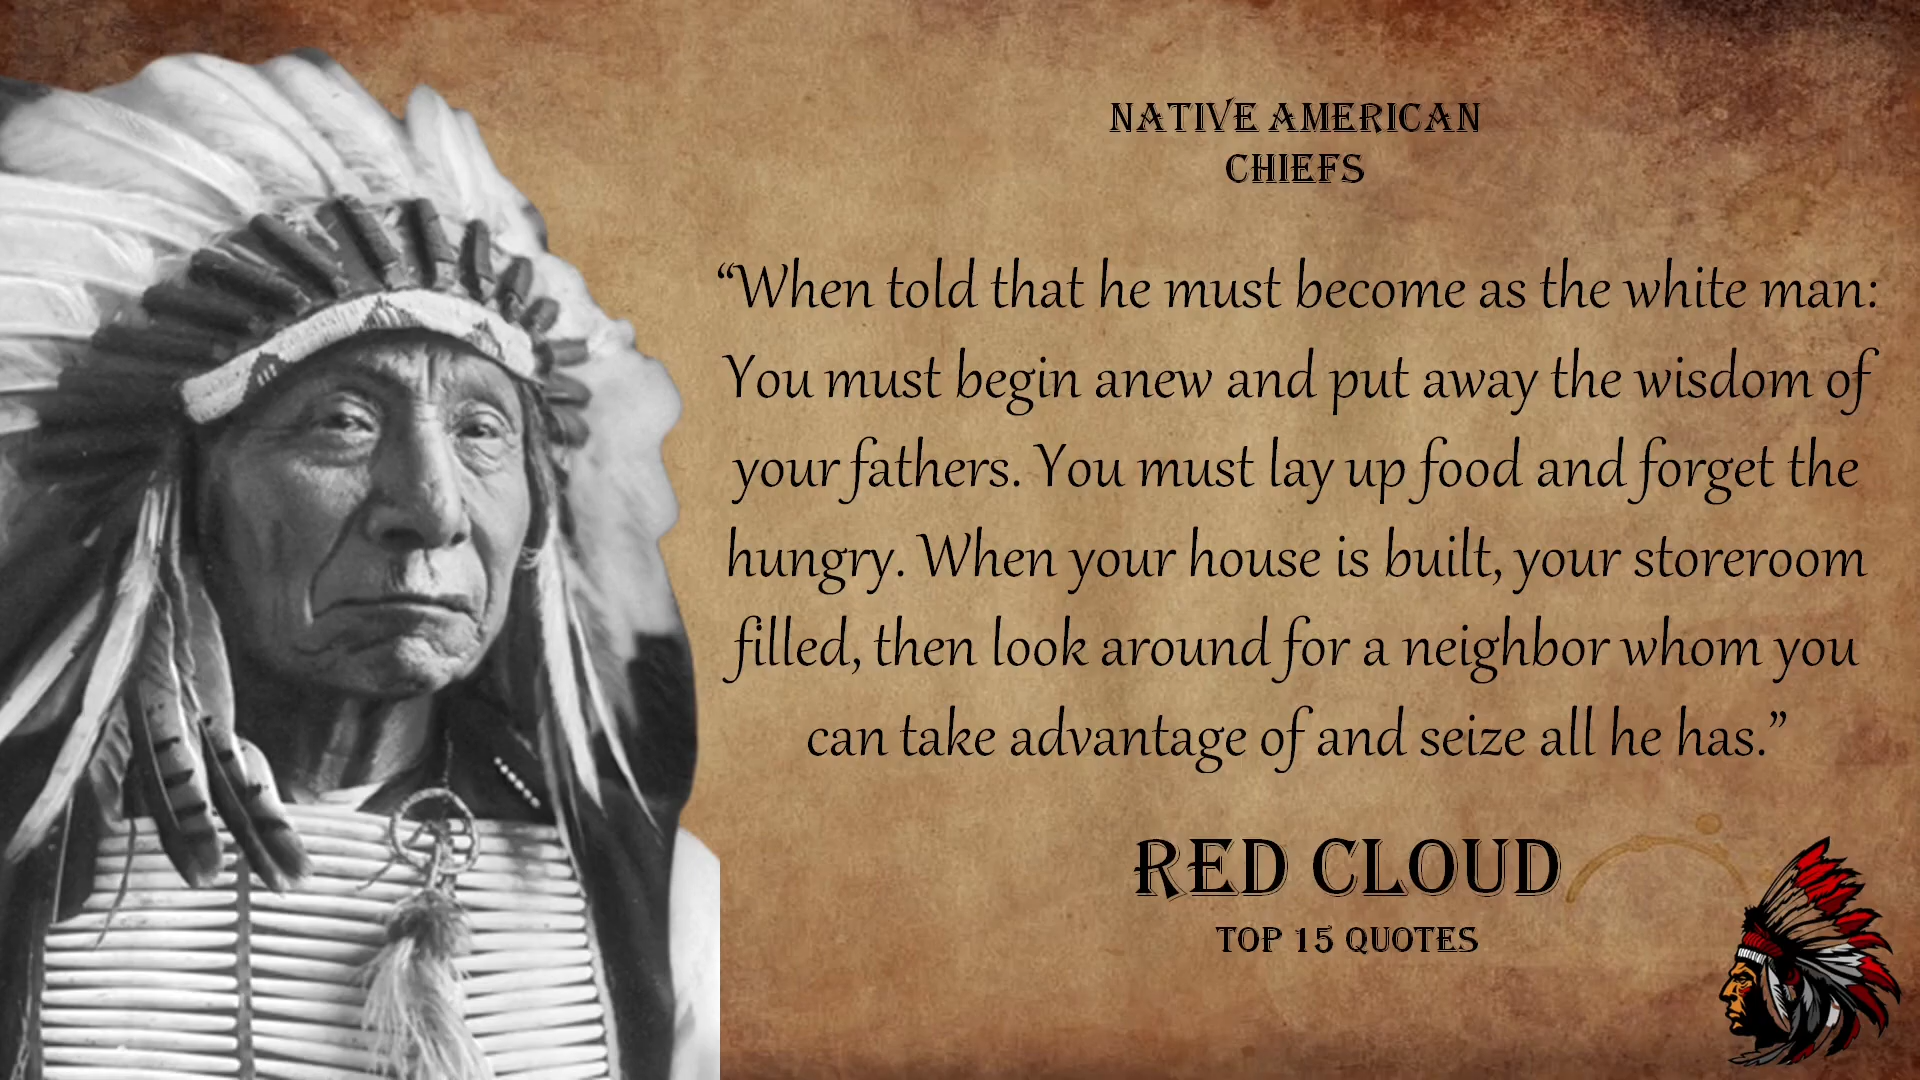 NATIVE AMERICAN
CHIEFS
“When told that he must become as the white man:
You must begin anew and put away the wisdom of
your fathers. You must lay up food and forget the
hungry. When your house is built, your storeroom
filled, then look around for a neighbor whom you
can take advantage of and seize all he has.”
RED CLOUD
TOP 15 QUOTES